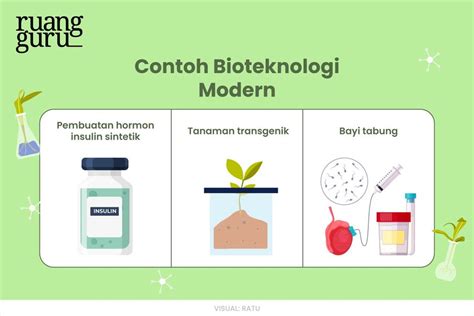 ruang
guru
Contoh Bioteknologi
Modern
Pembuatan hormon
insulin sintetik
Tanaman transgenik
Bayi tabung
INSULIN
VISUAL: RATU